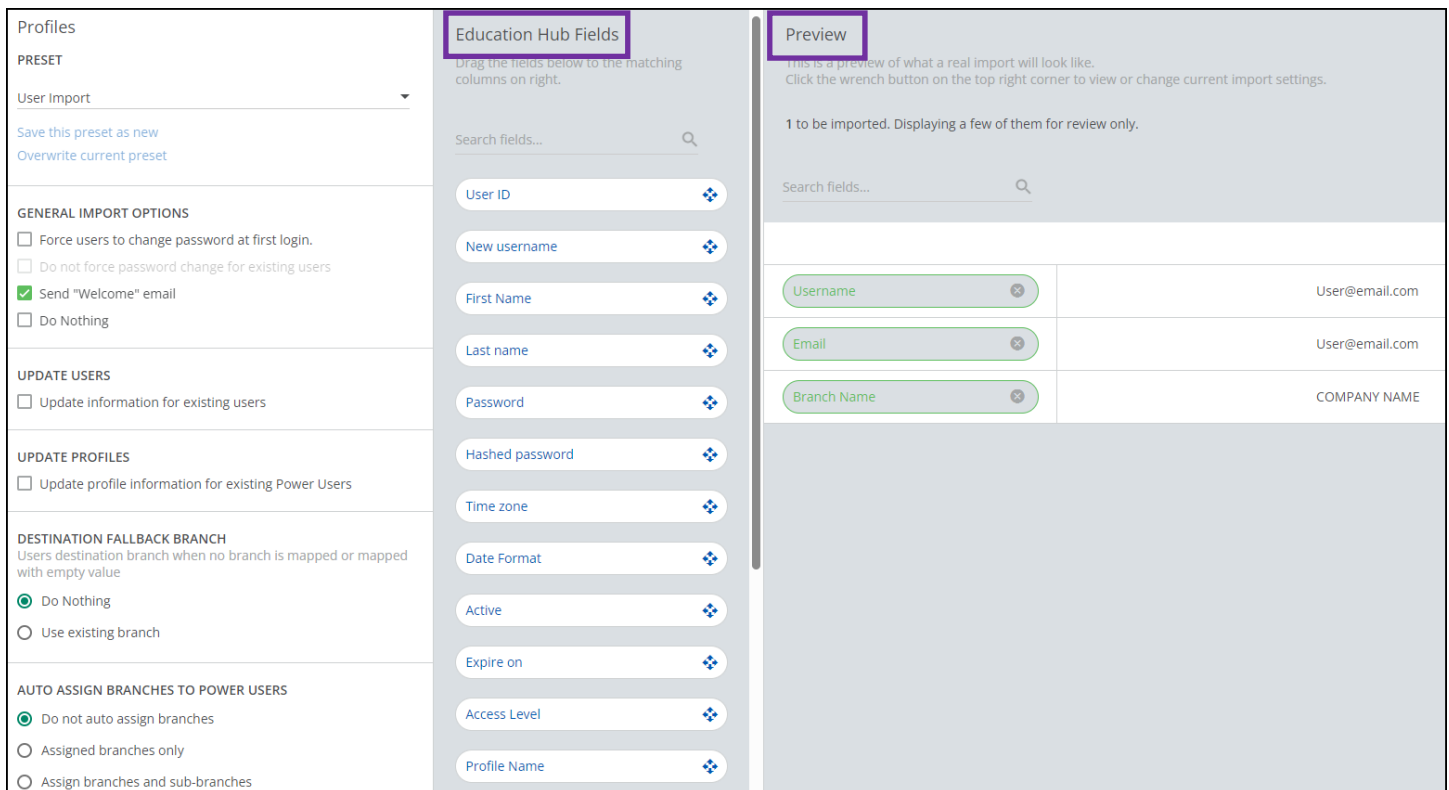 Profiles
PRESET
User Import
Save this preset as new
Overwrite current preset
GENERAL IMPORT OPTIONS
Force users to change password at first login.
Do not force password change for existing users
Send "Welcome" email
Do Nothing
UPDATE USERS
Update information for existing users
UPDATE PROFILES
Update profile information for existing Power Users
DESTINATION FALLBACK BRANCH
Users destination branch when no branch is mapped or mapped
with empty value
Do Nothing
Use existing branch
AUTO ASSIGN BRANCHES TO POWER USERS
Do not auto assign branches
Assigned branches only
Assign branches and sub-branches
Education Hub Fields
Drag the fields below to the matching
columns on right.
Search fields...
User ID
New username
First Name
Last name
Password
Hashed password
Time zone
Date Format
Active
Expire on
Access Level
Profile Name
Preview
This is a preview of what a real import will look like.
Click the wrench button on the top right corner to view or change current import settings.
1 to be imported. Displaying a few of them for review only.
Search fields...
Username User@email.com
Email User@email.com
Branch Name COMPANY NAME